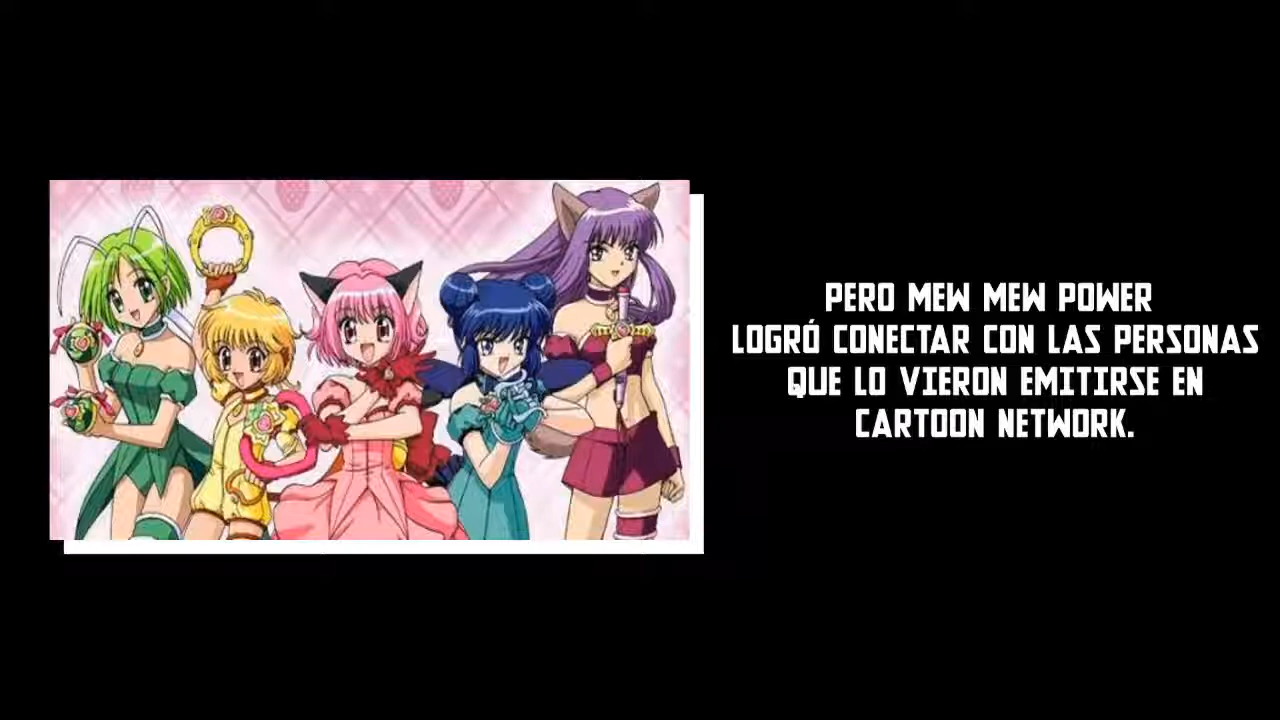 PERO MEW MEW POWER
LOGRÓ CONECTAR CON LAS PERSONAS
QUE LO VIERON EMITIRSE EN
CARTOON NETWORK.